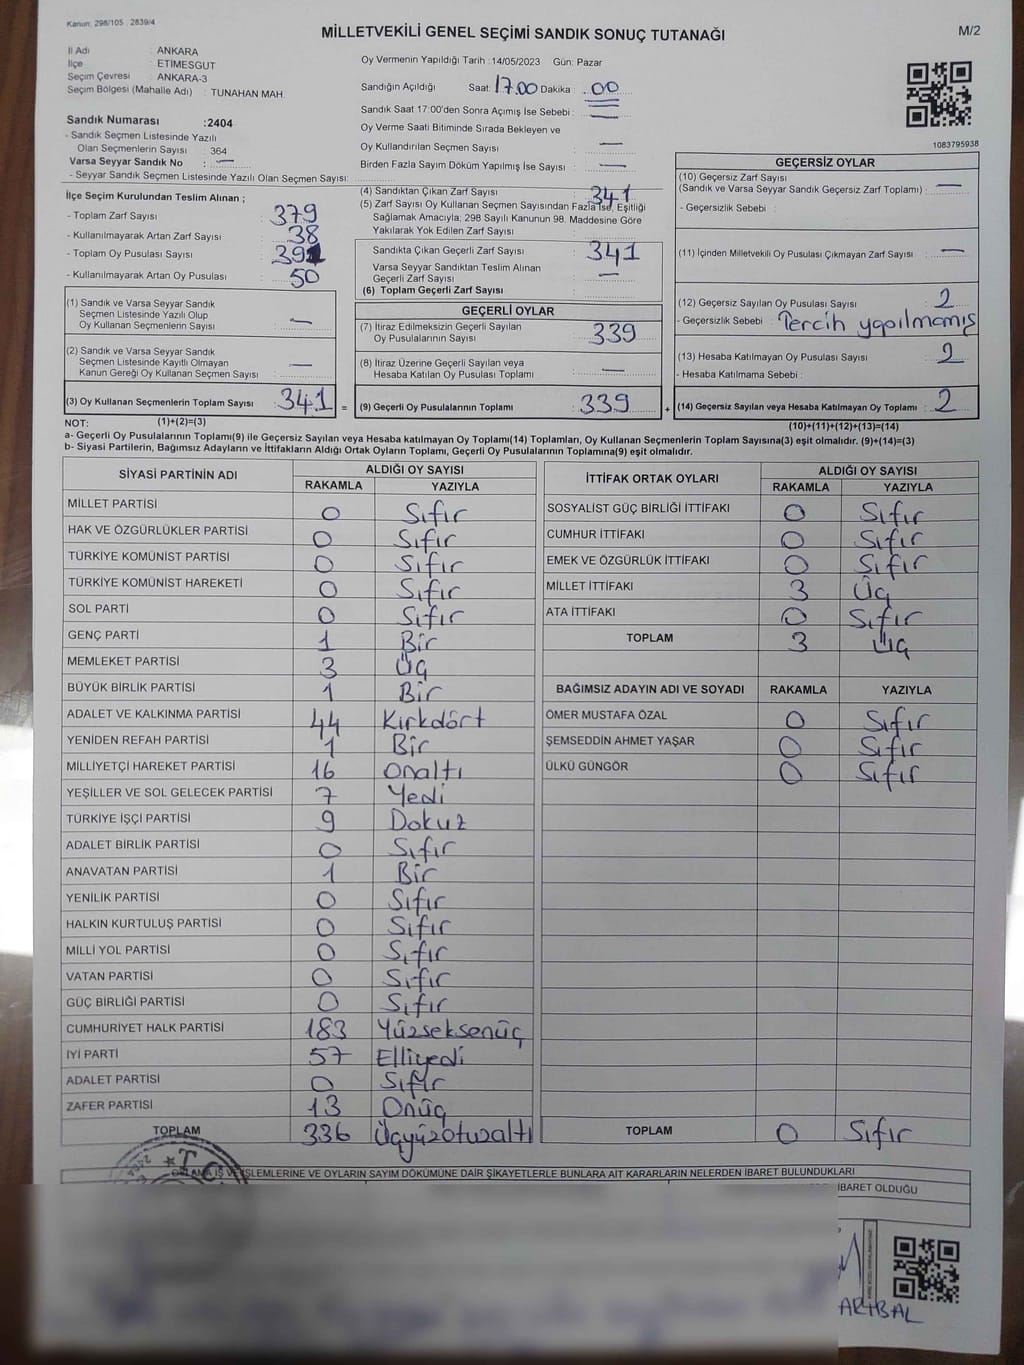 Kanun: 298/105 : 2839/4
MİLLETVEKİLİ GENEL SEÇİMİ SANDIK SONUÇ TUTANAĞI
M/2
İl Adı : ANKARA
İlçe : ETİMESGUT
Seçim Çevresi : ANKARA-3
Seçim Bölgesi (Mahalle Adı) : TUNAHAN MAH.
Oy Vermenin Yapıldığı Tarih :14/05/2023 Gün: Pazar
Sandığın Açıldığı Saat: 17.00 Dakika : 00
Sandık Saat 17:00'den Sonra Açımış İse Sebebi : —
Oy Verme Saati Bitiminde Sırada Bekleyen ve
Oy Kullandırılan Seçmen Sayısı : —
Birden Fazla Sayım Döküm Yapılmış İse Sayısı : —
1083795938
Sandık Numarası :2404
- Sandık Seçmen Listesinde Yazılı
Olan Seçmenlerin Sayısı : 364
Varsa Seyyar Sandık No : —
- Seyyar Sandık Seçmen Listesinde Yazılı Olan Seçmen Sayısı:
İlçe Seçim Kurulundan Teslim Alınan ;
- Toplam Zarf Sayısı : 379
- Kullanılmayarak Artan Zarf Sayısı : 38
- Toplam Oy Pusulası Sayısı : 391
- Kullanılmayarak Artan Oy Pusulası : 50
(1) Sandık ve Varsa Seyyar Sandık
Seçmen Listesinde Yazılı Olup
Oy Kullanan Seçmenlerin Sayısı : —
(2) Sandık ve Varsa Seyyar Sandık
Seçmen Listesinde Kayıtlı Olmayan
Kanun Gereği Oy Kullanan Seçmen Sayısı : —
(3) Oy Kullanan Seçmenlerin Toplam Sayısı : 341
(1)+(2)=(3)
(4) Sandıktan Çıkan Zarf Sayısı : 341
(5) Zarf Sayısı Oy Kullanan Seçmen Sayısından Fazla İse, Eşitliği
Sağlamak Amacıyla; 298 Sayılı Kanunun 98. Maddesine Göre
Yakılarak Yok Edilen Zarf Sayısı :
Sandıkta Çıkan Geçerli Zarf Sayısı : 341
Varsa Seyyar Sandıktan Teslim Alınan
Geçerli Zarf Sayısı : —
(6) Toplam Geçerli Zarf Sayısı :
GEÇERLİ OYLAR
(7) İtiraz Edilmeksizin Geçerli Sayılan
Oy Pusulalarının Sayısı : 339
(8) İtiraz Üzerine Geçerli Sayılan veya
Hesaba Katılan Oy Pusulası Toplamı : —
= (9) Geçerli Oy Pusulalarının Toplamı : 339 +
GEÇERSİZ OYLAR
(10) Geçersiz Zarf Sayısı
(Sandık ve Varsa Seyyar Sandık Geçersiz Zarf Toplamı) : —
- Geçersizlik Sebebi :
(11) İçinden Milletvekili Oy Pusulası Çıkmayan Zarf Sayısı : —
(12) Geçersiz Sayılan Oy Pusulası Sayısı : 2
- Geçersizlik Sebebi : Tercih yapılmamış
(13) Hesaba Katılmayan Oy Pusulası Sayısı : 2
- Hesaba Katılmama Sebebi :
(14) Geçersiz Sayılan veya Hesaba Katılmayan Oy Toplamı : 2
(10)+(11)+(12)+(13)=(14)
NOT:
a- Geçerli Oy Pusulalarının Toplamı(9) ile Geçersiz Sayılan veya Hesaba katılmayan Oy Toplamı(14) Toplamları, Oy Kullanan Seçmenlerin Toplam Sayısına(3) eşit olmalıdır. (9)+(14)=(3)
b- Siyasi Partilerin, Bağımsız Adayların ve İttifakların Aldığı Ortak Oyların Toplamı, Geçerli Oy Pusulalarının Toplamına(9) eşit olmalıdır.
SİYASİ PARTİNİN ADI ALDIĞI OY SAYISI
RAKAMLA YAZIYLA
MİLLET PARTİSİ 0 Sıfır
HAK VE ÖZGÜRLÜKLER PARTİSİ 0 Sıfır
TÜRKİYE KOMÜNİST PARTİSİ 0 Sıfır
TÜRKİYE KOMÜNİST HAREKETİ 0 Sıfır
SOL PARTİ 0 Sıfır
GENÇ PARTİ 1 Bir
MEMLEKET PARTİSİ 3 Üç
BÜYÜK BİRLİK PARTİSİ 1 Bir
ADALET VE KALKINMA PARTİSİ 44 Kırkdört
YENİDEN REFAH PARTİSİ 1 Bir
MİLLİYETÇİ HAREKET PARTİSİ 16 Onaltı
YEŞİLLER VE SOL GELECEK PARTİSİ 7 Yedi
TÜRKİYE İŞÇİ PARTİSİ 9 Dokuz
ADALET BİRLİK PARTİSİ 0 Sıfır
ANAVATAN PARTİSİ 1 Bir
YENİLİK PARTİSİ 0 Sıfır
HALKIN KURTULUŞ PARTİSİ 0 Sıfır
MİLLİ YOL PARTİSİ 0 Sıfır
VATAN PARTİSİ 0 Sıfır
GÜÇ BİRLİĞİ PARTİSİ 0 Sıfır
CUMHURİYET HALK PARTİSİ 183 Yüzseksenüç
İYİ PARTİ 57 Elliyedi
ADALET PARTİSİ 0 Sıfır
ZAFER PARTİSİ 13 Onüç
TOPLAM 336 Üçyüzotuzaltı
İTTİFAK ORTAK OYLARI ALDIĞI OY SAYISI
RAKAMLA YAZIYLA
SOSYALİST GÜÇ BİRLİĞİ İTTİFAKI 0 Sıfır
CUMHUR İTTİFAKI 0 Sıfır
EMEK VE ÖZGÜRLÜK İTTİFAKI 0 Sıfır
MİLLET İTTİFAKI 3 Üç
ATA İTTİFAKI 0 Sıfır
TOPLAM 3 Üç
BAĞIMSIZ ADAYIN ADI VE SOYADI RAKAMLA YAZIYLA
ÖMER MUSTAFA ÖZAL 0 Sıfır
ŞEMSEDDİN AHMET YAŞAR 0 Sıfır
ÜLKÜ GÜNGÖR 0 Sıfır
TOPLAM 0 Sıfır
İŞ VE İŞLEMLERİNE VE OYLARIN SAYIM DÖKÜMÜNE DAİR ŞİKAYETLERLE BUNLARA AİT KARARLARIN NELERDEN İBARET BULUNDUKLARI
İBARET OLDUĞU